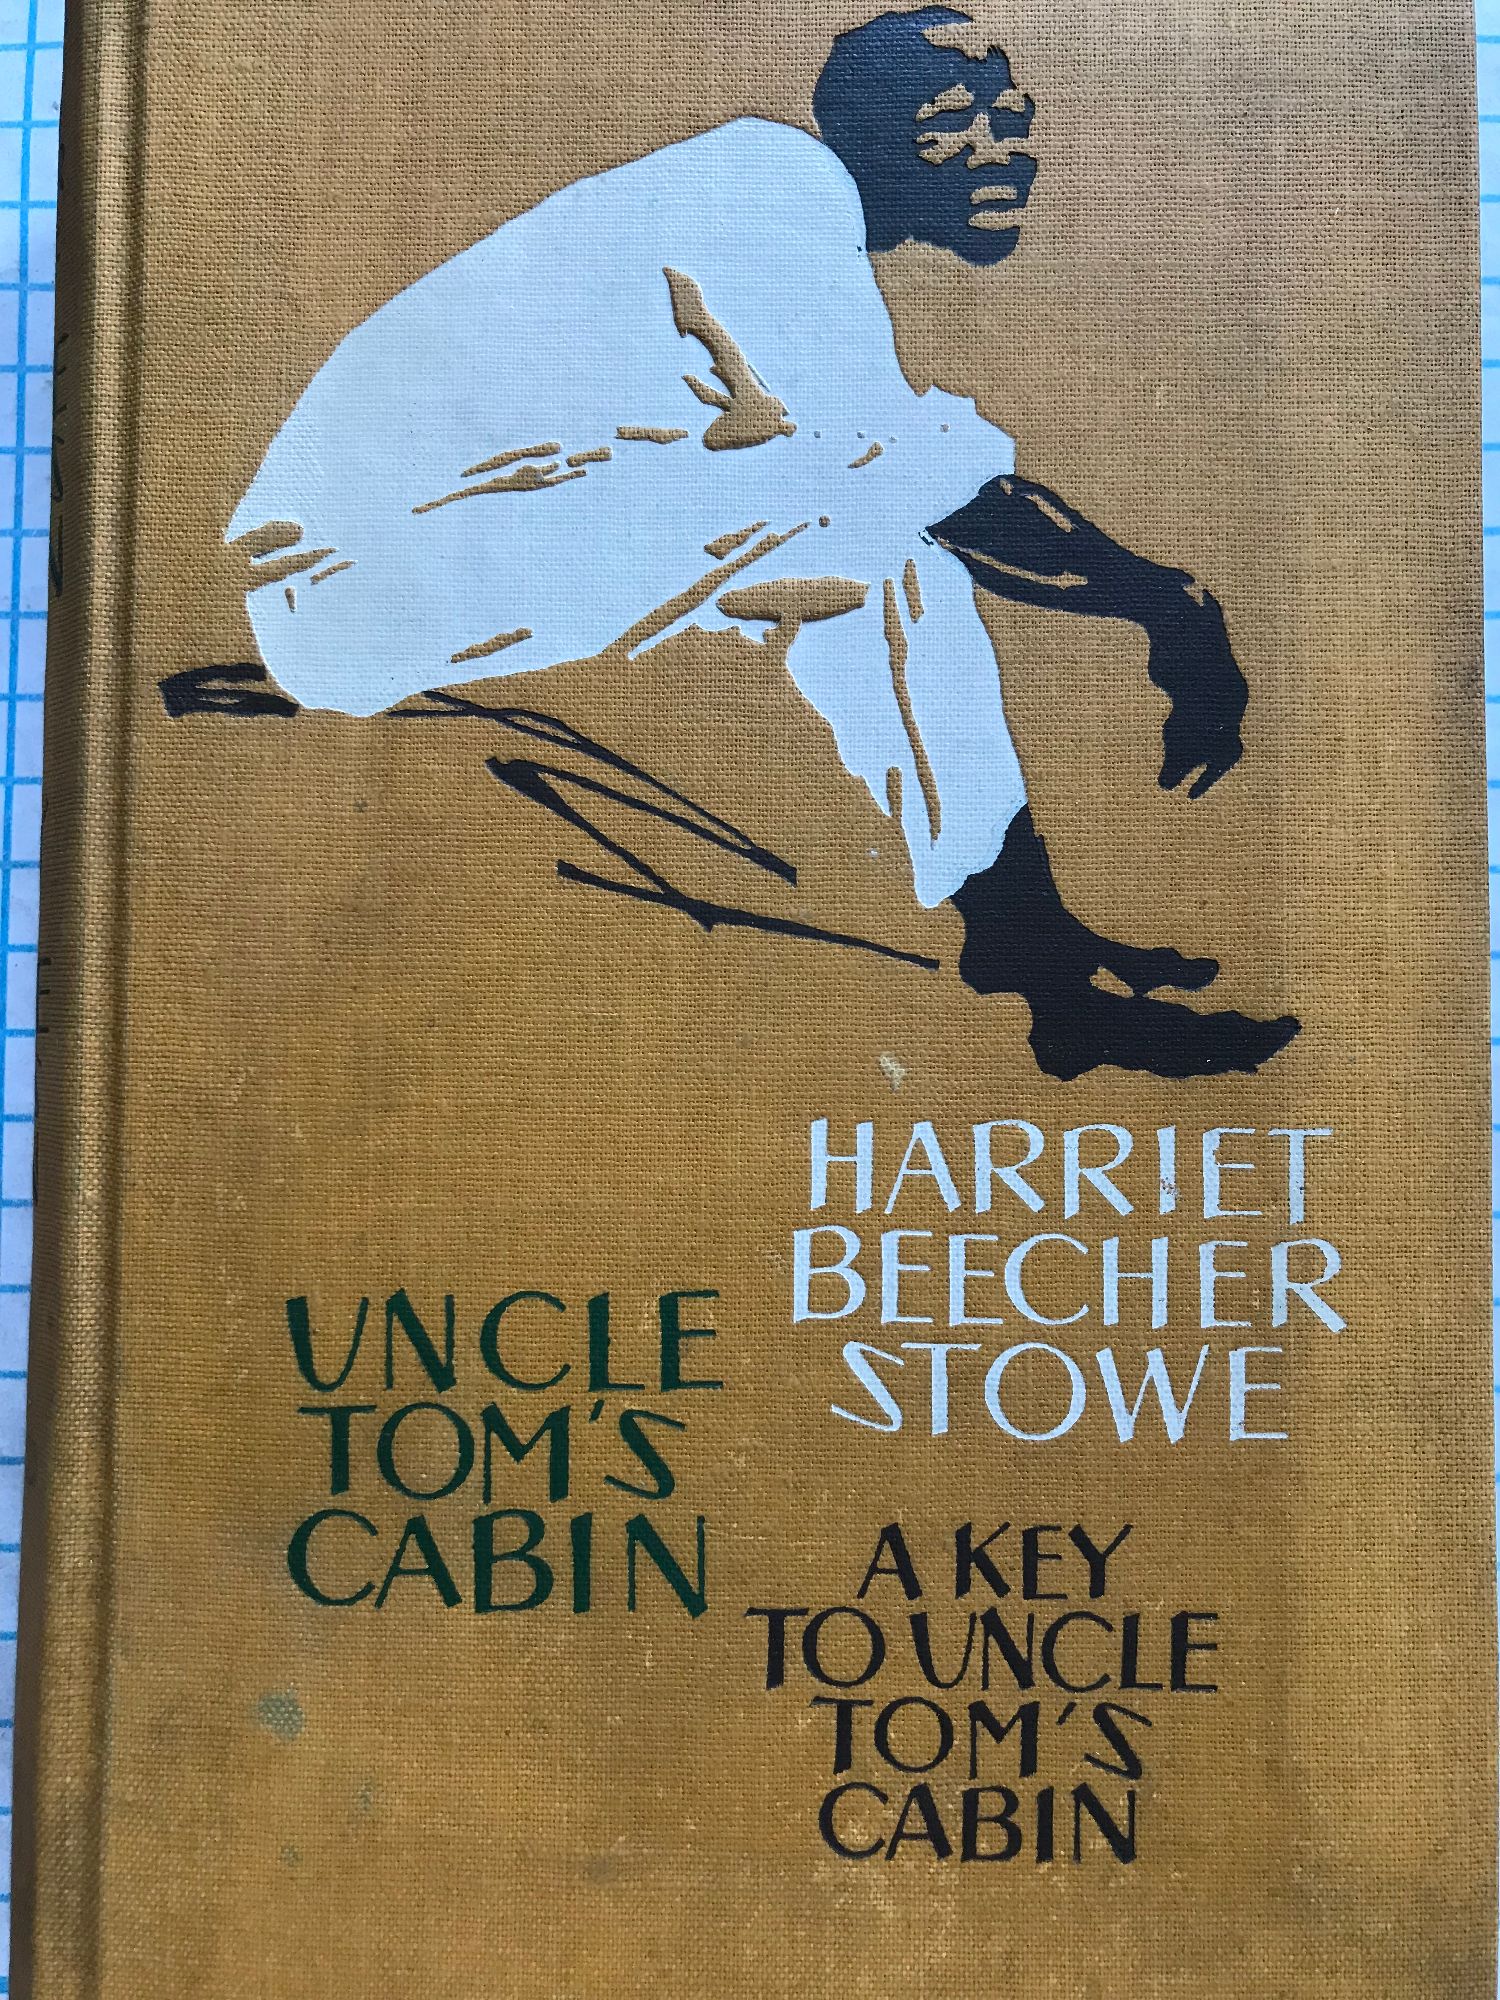 HARRIET
BEECHER
STOWE
UNCLE
TOM'S
CABIN
A KEY
TO UNCLE
TOM'S
CABIN